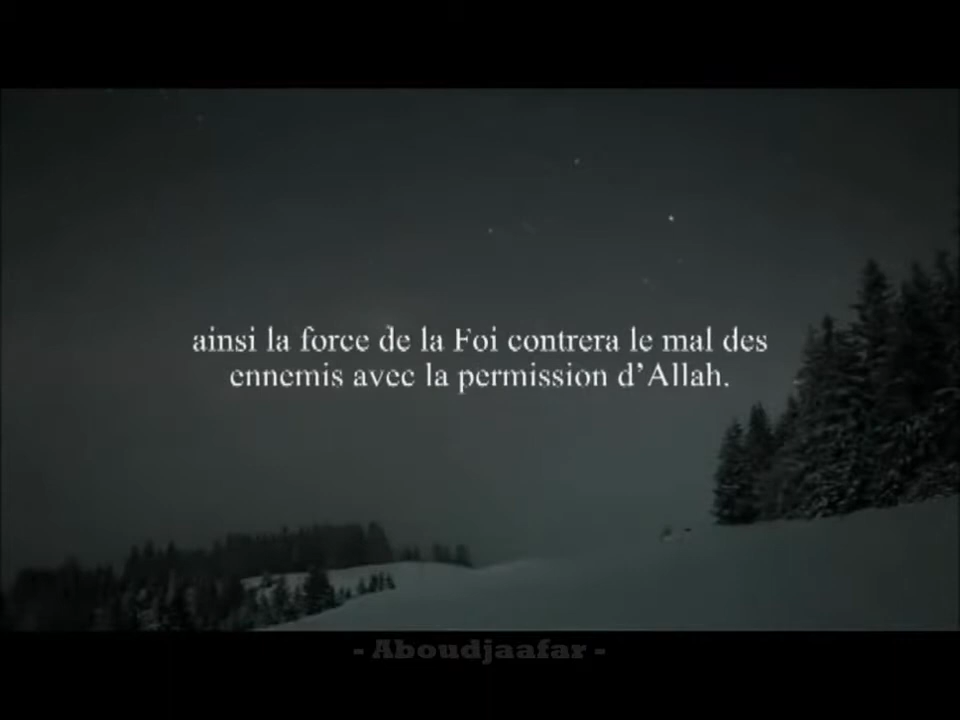 ainsi la force de la Foi contrera le mal des
ennemis avec la permission d’Allah.
- Aboudjaafar -